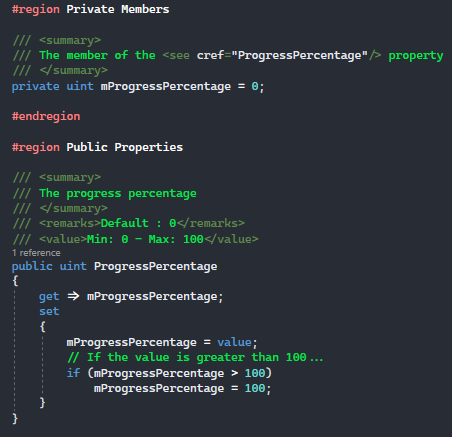 #region Private Members
/// <summary>
/// The member of the <see cref="ProgressPercentage"/> property
/// </summary>
private uint mProgressPercentage = 0;
#endregion
#region Public Properties
/// <summary>
/// The progress percentage
/// </summary>
/// <remarks>Default : 0</remarks>
/// <value>Min: 0 - Max: 100</value>
1 reference
public uint ProgressPercentage
{
get => mProgressPercentage;
set
{
mProgressPercentage = value;
// If the value is greater than 100...
if (mProgressPercentage > 100)
mProgressPercentage = 100;
}
}